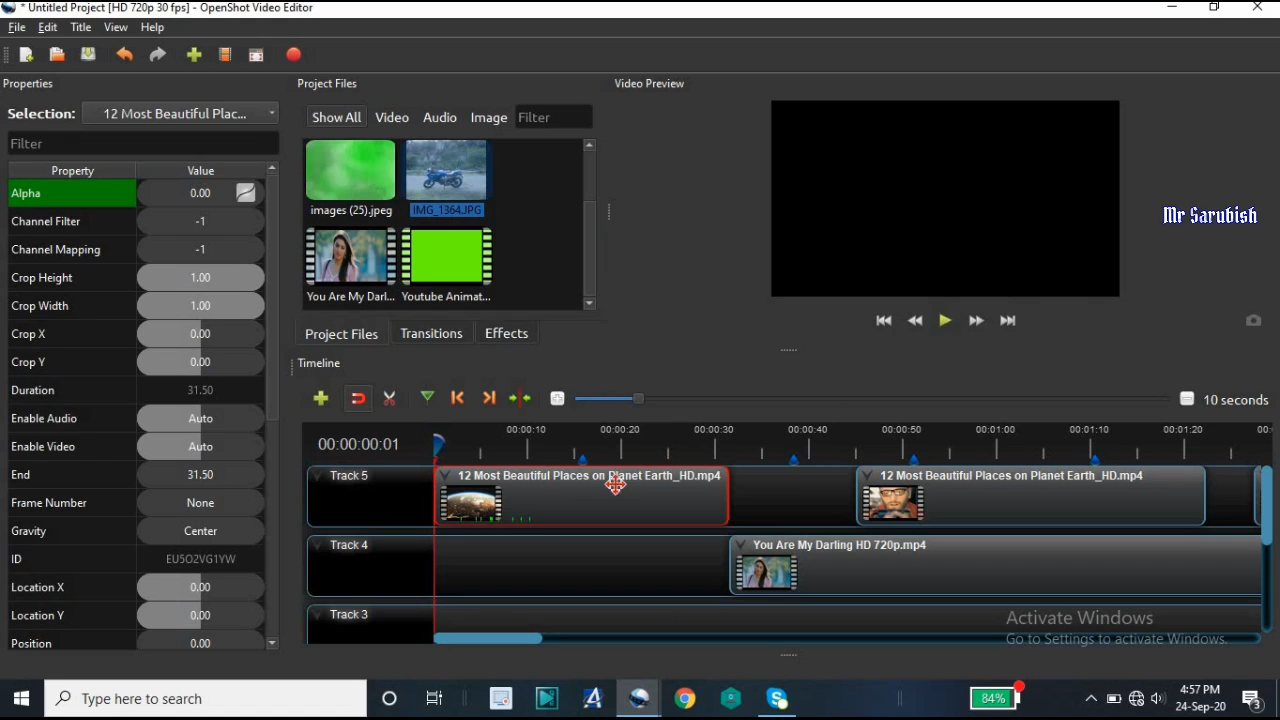 * Untitled Project [HD 720p 30 fps] - OpenShot Video Editor
File Edit Title View Help
Properties
Project Files
Video Preview
Selection: 12 Most Beautiful Plac...
Show All Video Audio Image Filter
Filter
Property Value
Alpha 0.00
Channel Filter -1
Channel Mapping -1
Crop Height 1.00
Crop Width 1.00
Crop X 0.00
Crop Y 0.00
Duration 31.50
Enable Audio Auto
Enable Video Auto
End 31.50
Frame Number None
Gravity Center
ID EU5O2VG1YW
Location X 0.00
Location Y 0.00
Position 0.00
images (25).jpeg IMG_1364.JPG
You Are My Darl... Youtube Animat...
Project Files Transitions Effects
Mr Sarubish
Timeline
10 seconds
00:00:00:01
00:00:10 00:00:20 00:00:30 00:00:40 00:00:50 00:01:00 00:01:10 00:01:20
Track 5 12 Most Beautiful Places on Planet Earth_HD.mp4 12 Most Beautiful Places on Planet Earth_HD.mp4
Track 4 You Are My Darling HD 720p.mp4
Track 3
Activate Windows
Go to Settings to activate Windows.
Type here to search
84%
4:57 PM
24-Sep-20
3